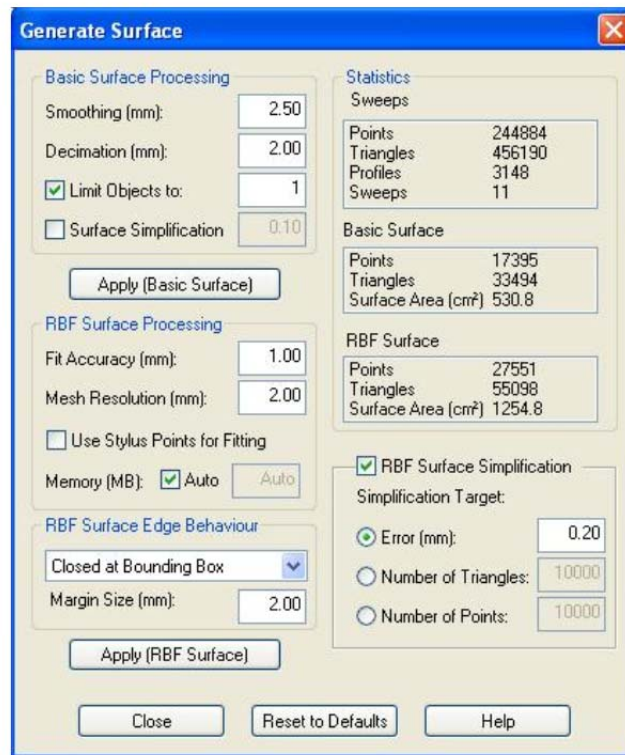 Generate Surface
Basic Surface Processing
Smoothing (mm): 2.50
Decimation (mm): 2.00
Limit Objects to: 1
Surface Simplification 0.10
Apply (Basic Surface)
RBF Surface Processing
Fit Accuracy (mm): 1.00
Mesh Resolution (mm): 2.00
Use Stylus Points for Fitting
Memory (MB): Auto Auto
RBF Surface Edge Behaviour
Closed at Bounding Box
Margin Size (mm): 2.00
Apply (RBF Surface)
Statistics
Sweeps
Points 244884
Triangles 456190
Profiles 3148
Sweeps 11
Basic Surface
Points 17395
Triangles 33494
Surface Area (cm²) 530.8
RBF Surface
Points 27551
Triangles 55098
Surface Area (cm²) 1254.8
RBF Surface Simplification
Simplification Target:
Error (mm): 0.20
Number of Triangles: 10000
Number of Points: 10000
Close Reset to Defaults Help